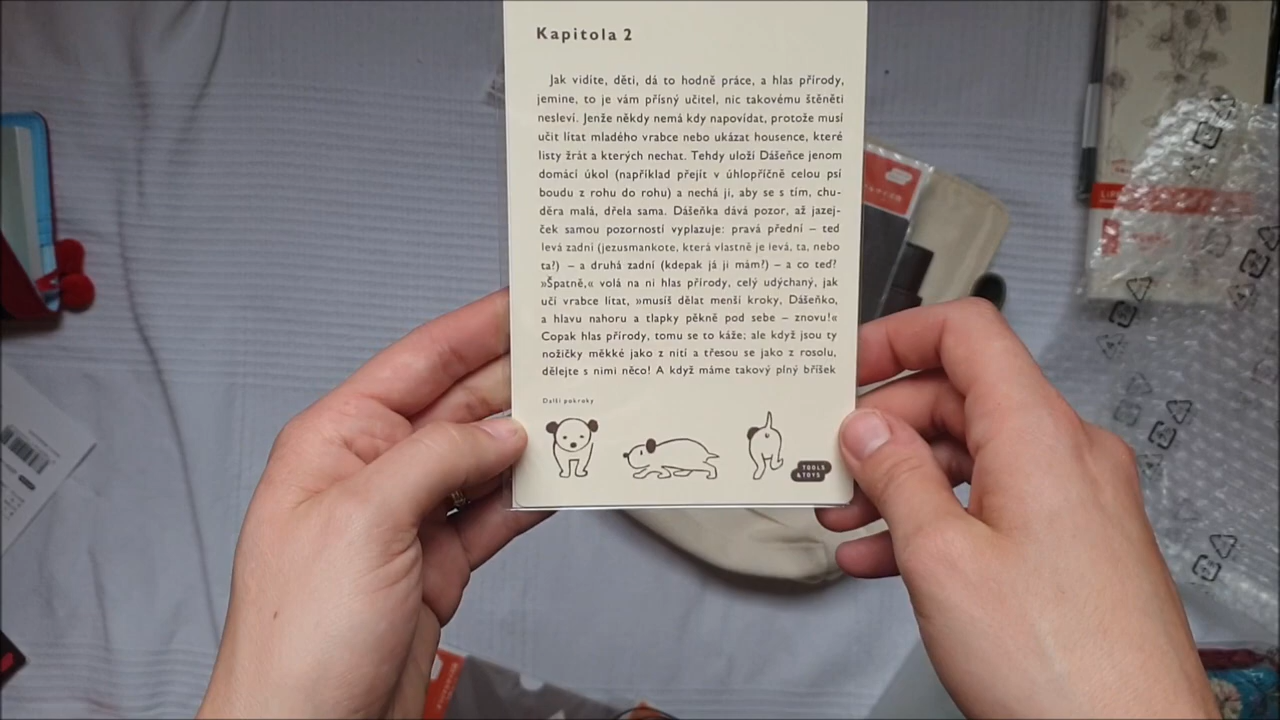 Kapitola 2
Jak vidíte, děti, dá to hodně práce, a hlas přírody,
jemine, to je vám přísný učitel, nic takovému štěněti
nesleví. Jenže někdy nemá kdy napovídat, protože musí
učit lítat mladého vrabce nebo ukázat housence, které
listy žrát a kterých nechat. Tehdy uloží Dášeňce jenom
domácí úkol (například přejít v úhlopříčně celou psí
boudu z rohu do rohu) a nechá ji, aby se s tím, chu-
děra malá, dřela sama. Dášeňka dává pozor, až jazej-
ček samou pozorností vyplazuje: pravá přední – teď
levá zadní (jezusmankote, která vlastně je levá, ta, nebo
ta?) – a druhá zadní (kdepak já ji mám?) – a co teď?
»Špatně,« volá na ni hlas přírody, celý udýchaný, jak
učí vrabce lítat, »musíš dělat menší kroky, Dášeňko,
a hlavu nahoru a tlapky pěkně pod sebe – znovu!«
Copak hlas přírody, tomu se to káže; ale když jsou ty
nožičky měkké jako z nití a třesou se jako z rosolu,
dělejte s nimi něco! A když máme takový plný bříšek
Další pokroky
TOOLS
& TOYS